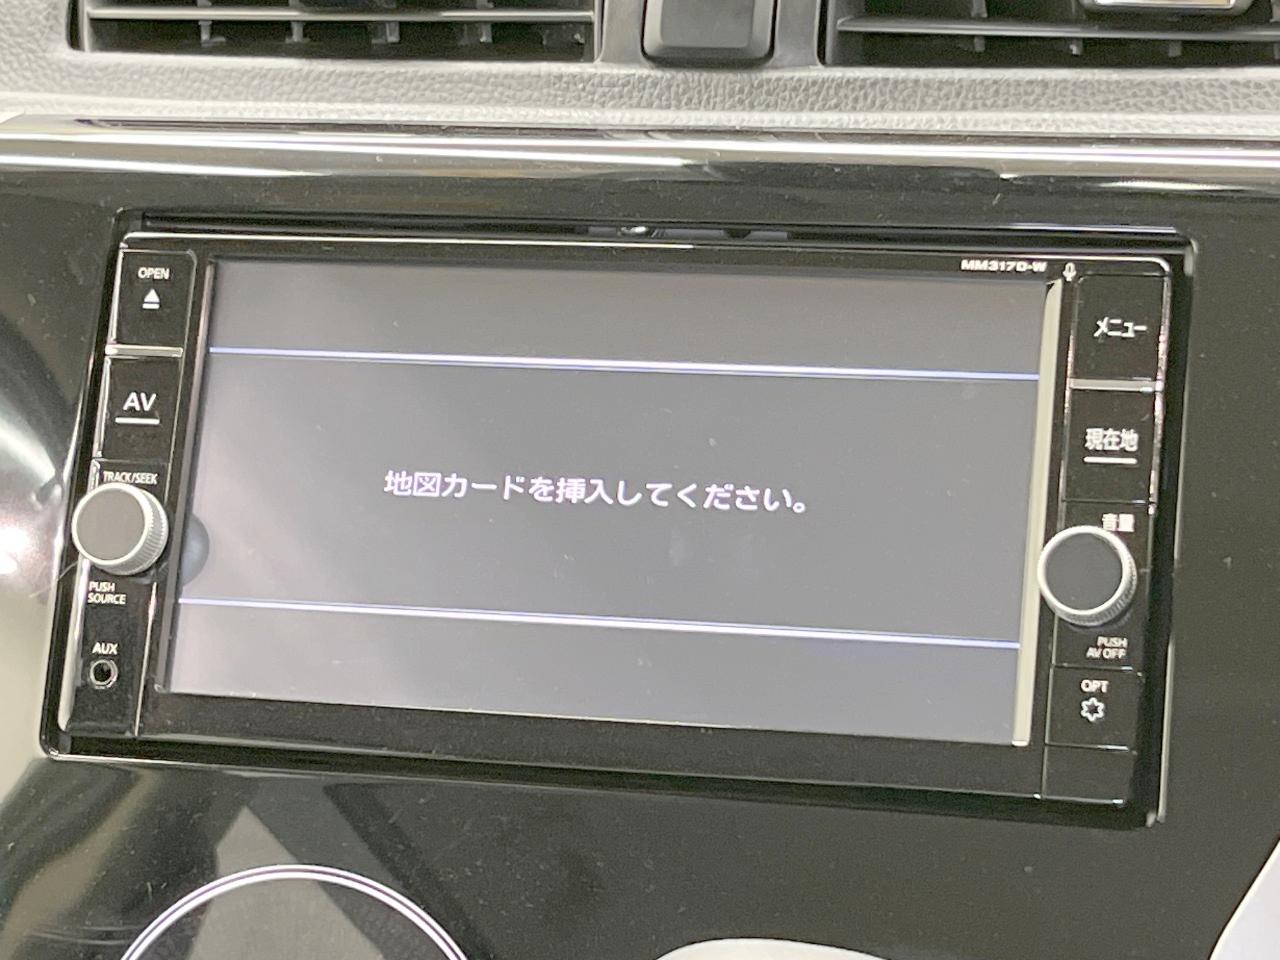 OPEN
MM317D-W
メニュー
AV
現在地
TRACK/SEEK
地図カードを挿入してください。
音量
PUSH
SOURCE
PUSH
AV OFF
AUX
OPT